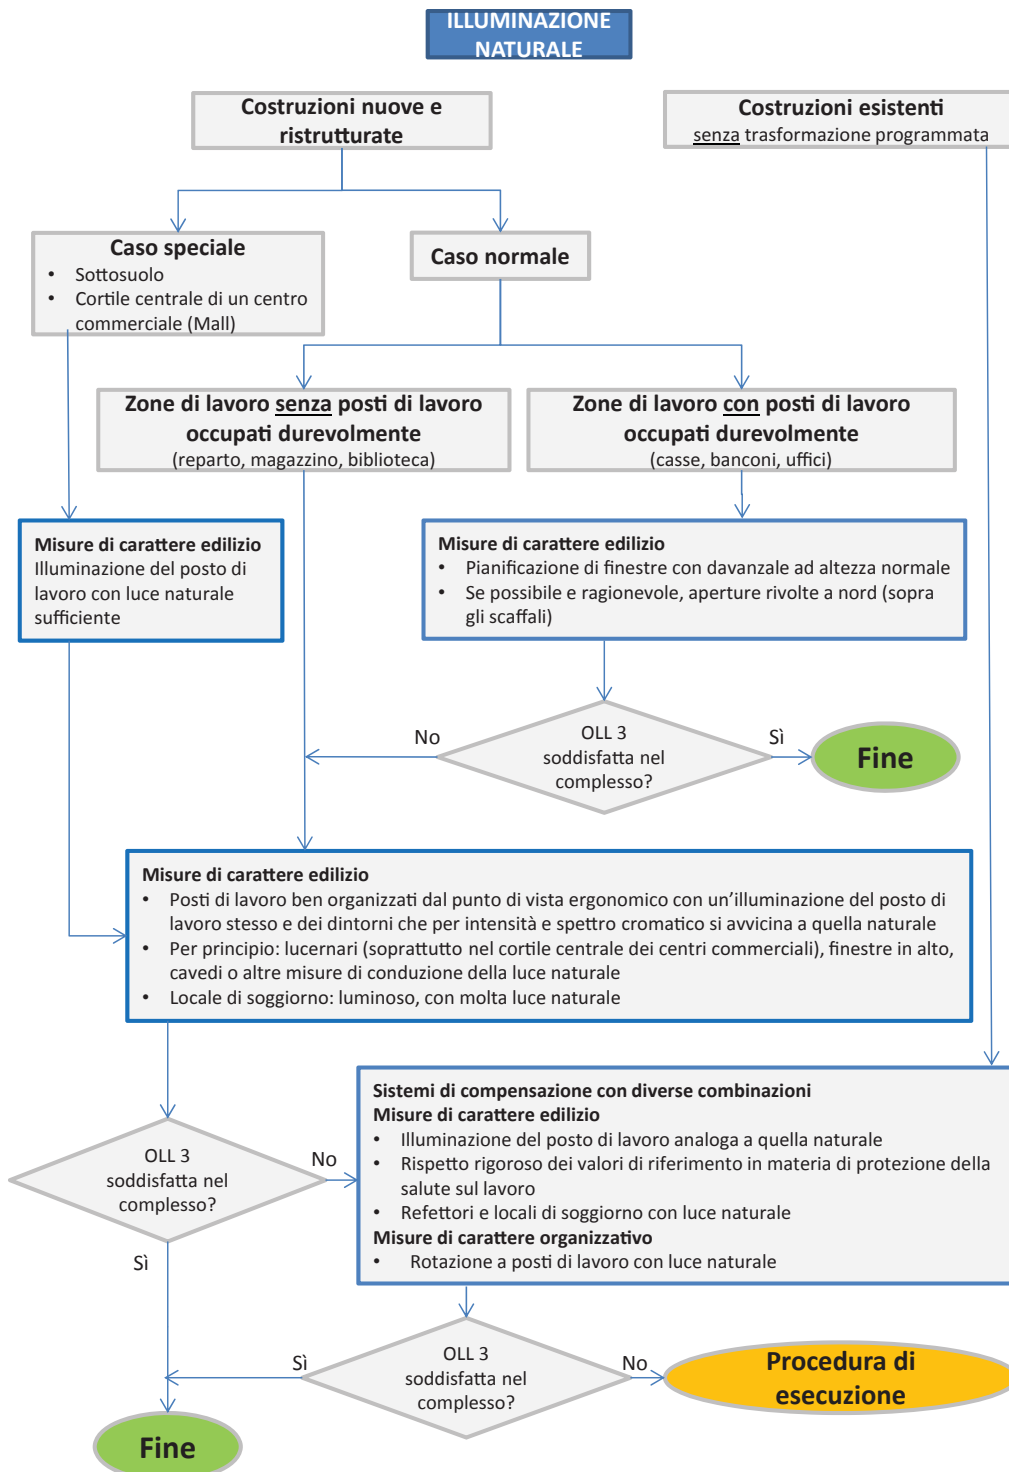 ILLUMINAZIONE
NATURALE
Costruzioni nuove e
ristrutturate
Costruzioni esistenti
senza trasformazione programmata
Caso speciale
• Sottosuolo
• Cortile centrale di un centro
commerciale (Mall)
Caso normale
Zone di lavoro senza posti di lavoro
occupati durevolmente
(reparto, magazzino, biblioteca)
Zone di lavoro con posti di lavoro
occupati durevolmente
(casse, banconi, uffici)
Misure di carattere edilizio
Illuminazione del posto di
lavoro con luce naturale
sufficiente
Misure di carattere edilizio
• Pianificazione di finestre con davanzale ad altezza normale
• Se possibile e ragionevole, aperture rivolte a nord (sopra
gli scaffali)
OLL 3
soddisfatta nel
complesso?
No
Sì
Fine
Misure di carattere edilizio
• Posti di lavoro ben organizzati dal punto di vista ergonomico con un’illuminazione del posto di
lavoro stesso e dei dintorni che per intensità e spettro cromatico si avvicina a quella naturale
• Per principio: lucernari (soprattutto nel cortile centrale dei centri commerciali), finestre in alto,
cavedi o altre misure di conduzione della luce naturale
• Locale di soggiorno: luminoso, con molta luce naturale
OLL 3
soddisfatta nel
complesso?
No
Sì
Sistemi di compensazione con diverse combinazioni
Misure di carattere edilizio
• Illuminazione del posto di lavoro analoga a quella naturale
• Rispetto rigoroso dei valori di riferimento in materia di protezione della
salute sul lavoro
• Refettori e locali di soggiorno con luce naturale
Misure di carattere organizzativo
• Rotazione a posti di lavoro con luce naturale
OLL 3
soddisfatta nel
complesso?
Sì
No
Procedura di
esecuzione
Fine